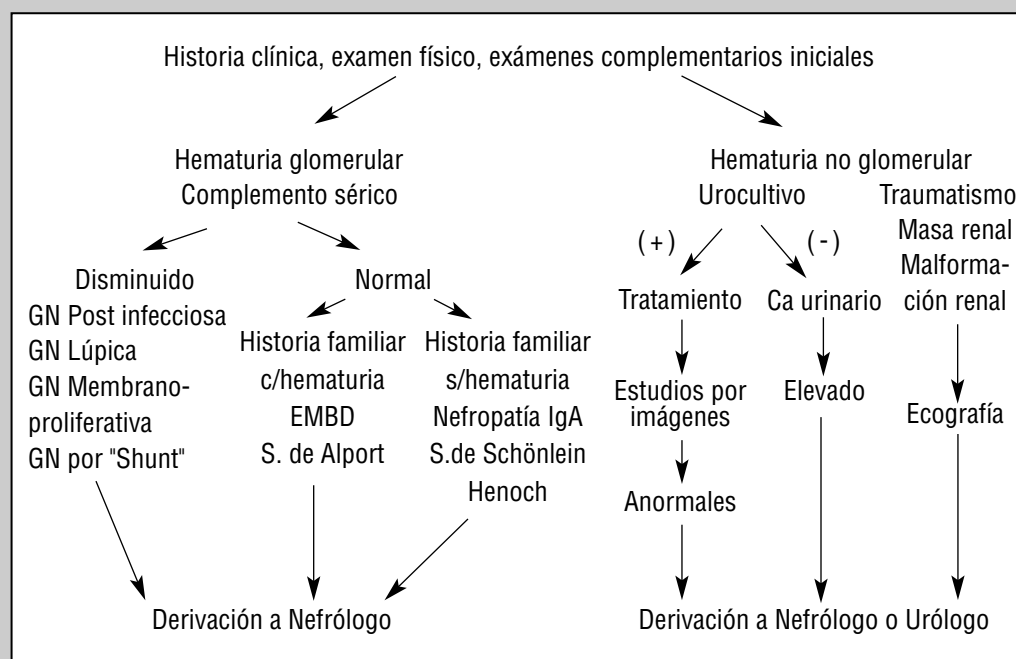 Historia clínica, examen físico, exámenes complementarios iniciales
Hematuria glomerular
Complemento sérico
Disminuido
GN Post infecciosa
GN Lúpica
GN Membrano-
proliferativa
GN por "Shunt"
Normal
Historia familiar
c/hematuria
EMBD
S. de Alport
Historia familiar
s/hematuria
Nefropatía IgA
S.de Schönlein
Henoch
Derivación a Nefrólogo
Hematuria no glomerular
Urocultivo
(+)
Tratamiento
Estudios por
imágenes
Anormales
(-)
Ca urinario
Elevado
Traumatismo
Masa renal
Malforma-
ción renal
Ecografía
Derivación a Nefrólogo o Urólogo